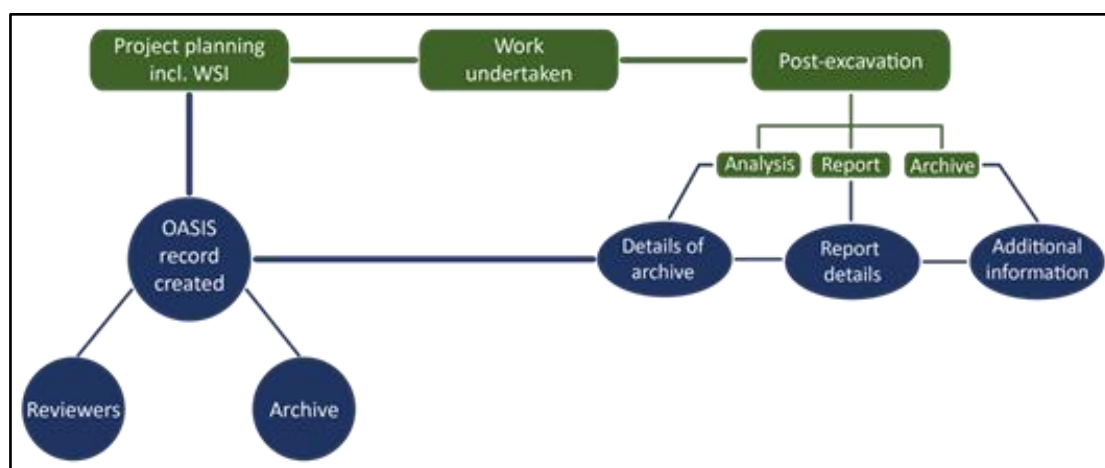 Project planning
incl. WSI
Work
undertaken
Post-excavation
Analysis
Report
Archive
OASIS
record
created
Details of
archive
Report
details
Additional
information
Reviewers
Archive